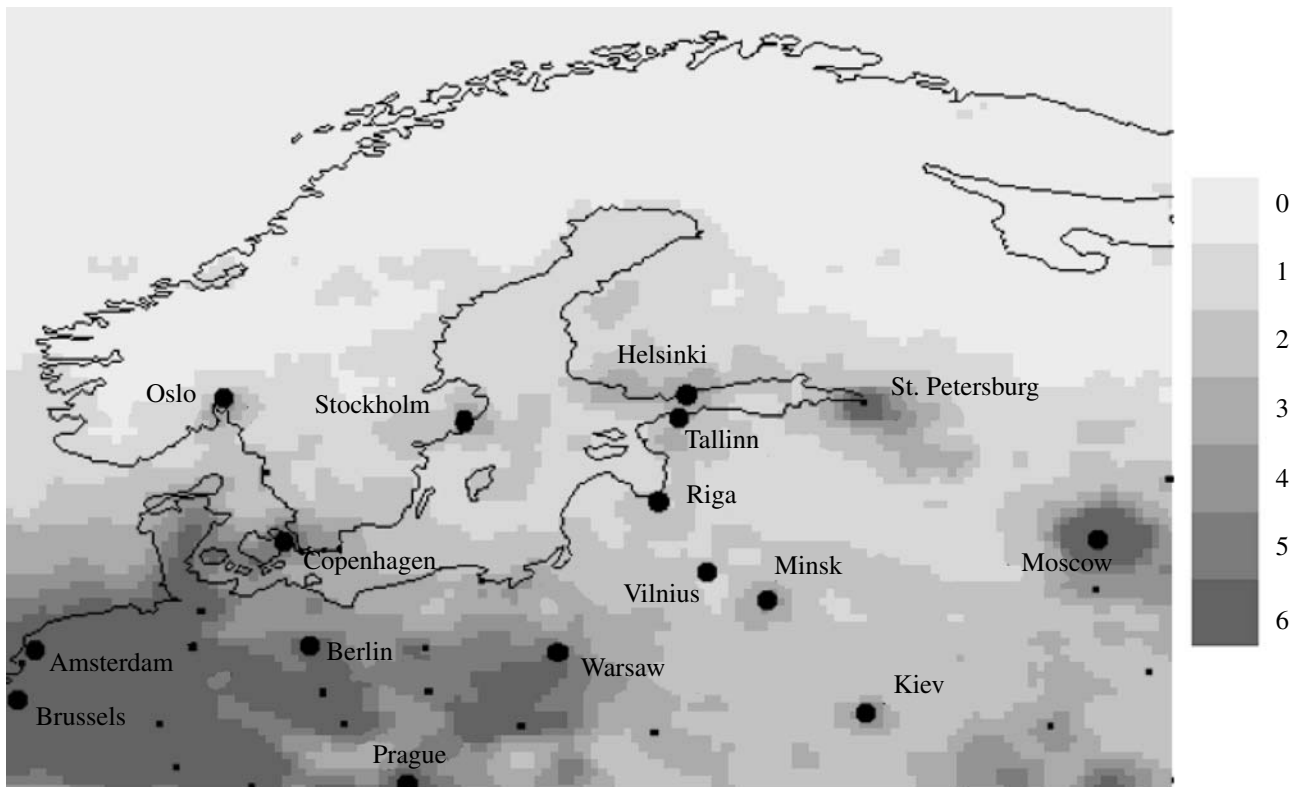 0
1
2
Helsinki
3
St. Petersburg
Oslo
Stockholm
Tallinn
4
Riga
5
Copenhagen
Moscow
Minsk
Vilnius
6
Berlin
Amsterdam
Warsaw
Kiev
Brussels
Prague